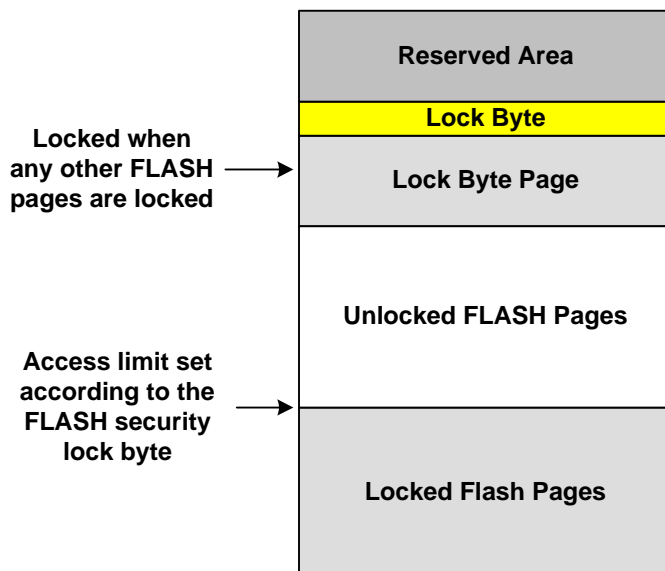 Reserved Area
Lock Byte
Locked when
any other FLASH
pages are locked
Lock Byte Page
Unlocked FLASH Pages
Access limit set
according to the
FLASH security
lock byte
Locked Flash Pages